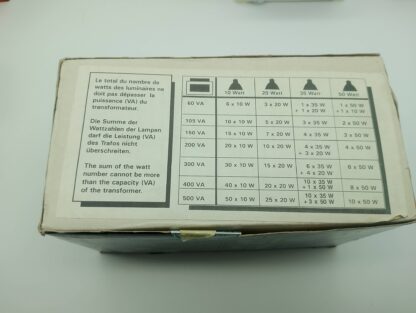 Le total du nombre de
watts des luminaires ne
doit pas dépasser la
puissance (VA) du
transformateur.
Die Summe der
Wattzahlen der Lampen
darf die Leistung (VA)
des Trafos nicht
überschreiten.
The sum of the watt
number cannot be more
than the capacity (VA)
of the transformer.
10 Watt 20 Watt 35 Watt 50 Watt
60 VA 6 x 10 W 3 x 20 W 1 x 35 W + 1 x 20 W 1 x 50 W + 1 x 10 W
105 VA 10 x 10 W 5 x 20 W 3 x 35 W 2 x 50 W
150 VA 15 x 10 W 7 x 20 W 4 x 35 W 3 x 50 W
200 VA 20 x 10 W 10 x 20 W 4 x 35 W + 3 x 20 W 4 x 50 W
300 VA 30 x 10 W 15 x 20 W 6 x 35 W + 4 x 20 W 6 x 50 W
400 VA 40 x 10 W 20 x 20 W 10 x 35 W + 1 x 50 W 8 x 50 W
500 VA 50 x 10 W 25 x 20 W 10 x 35 W + 3 x 50 W 10 x 50 W